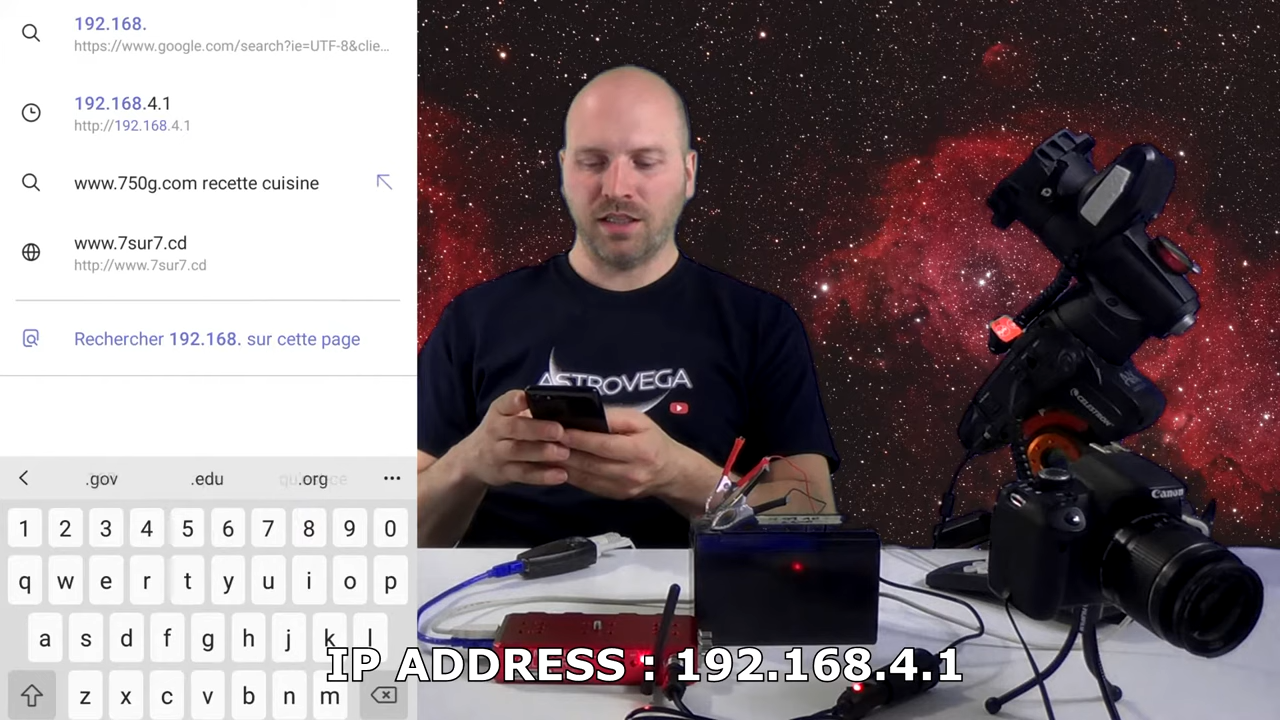 192.168.
https://www.google.com/search?ie=UTF-8&clie...
192.168.4.1
http://192.168.4.1
www.750g.com recette cuisine
www.7sur7.cd
http://www.7sur7.cd
Rechercher 192.168. sur cette page
.gov .edu .org
1 2 3 4 5 6 7 8 9 0
q w e r t y u i o p
a s d f g h j k l
z x c v b n m
ASTROVEGA
CELESTRON
Canon
IP ADDRESS : 192.168.4.1